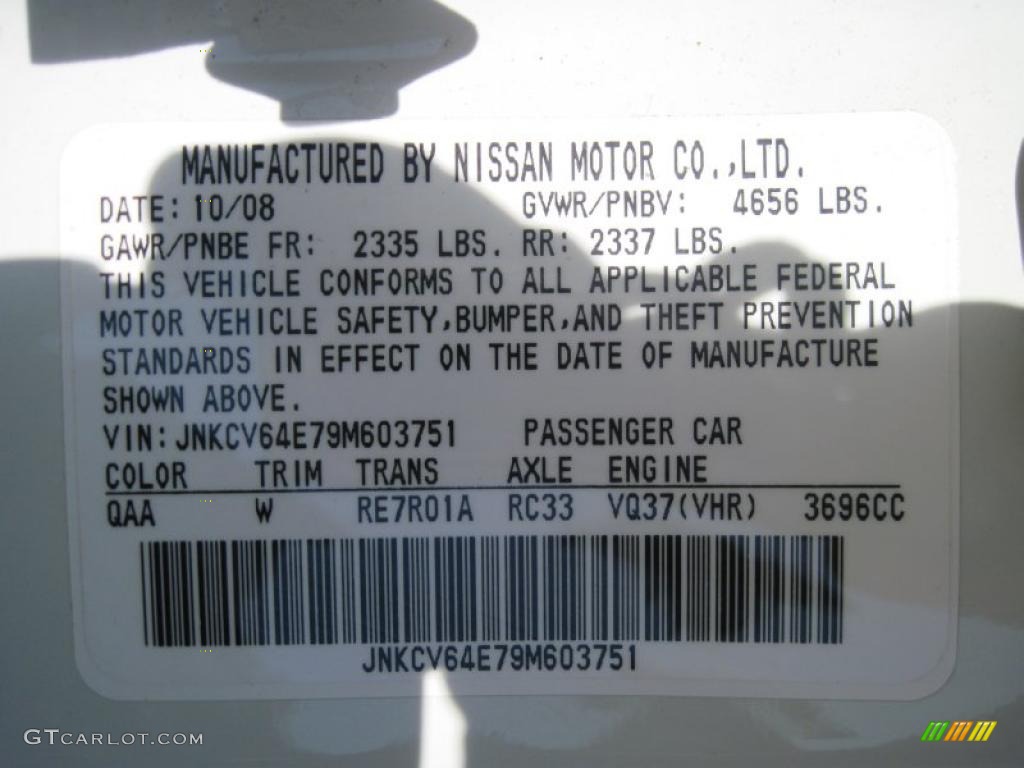 MANUFACTURED BY NISSAN MOTOR CO.,LTD.
DATE: 10/08 GVWR/PNBV: 4656 LBS.
GAWR/PNBE FR: 2335 LBS. RR: 2337 LBS.
THIS VEHICLE CONFORMS TO ALL APPLICABLE FEDERAL
MOTOR VEHICLE SAFETY,BUMPER,AND THEFT PREVENTION
STANDARDS IN EFFECT ON THE DATE OF MANUFACTURE
SHOWN ABOVE.
VIN:JNKCV64E79M603751 PASSENGER CAR
COLOR TRIM TRANS AXLE ENGINE
QAA W RE7R01A RC33 VQ37(VHR) 3696CC
JNKCV64E79M603751
GTCARLOT.COM